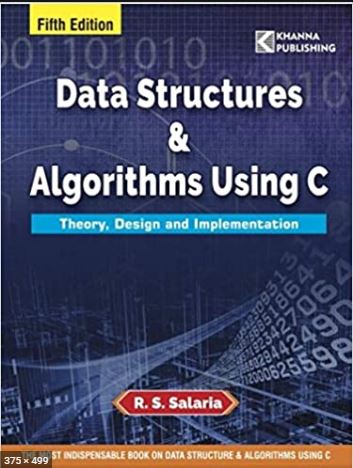 Fifth Edition
KHANNA
PUBLISHING
Data Structures
&
Algorithms Using C
Theory, Design and Implementation
R. S. Salaria
MOST INDISPENSABLE BOOK ON DATA STRUCTURE & ALGORITHMS USING C
375 × 499